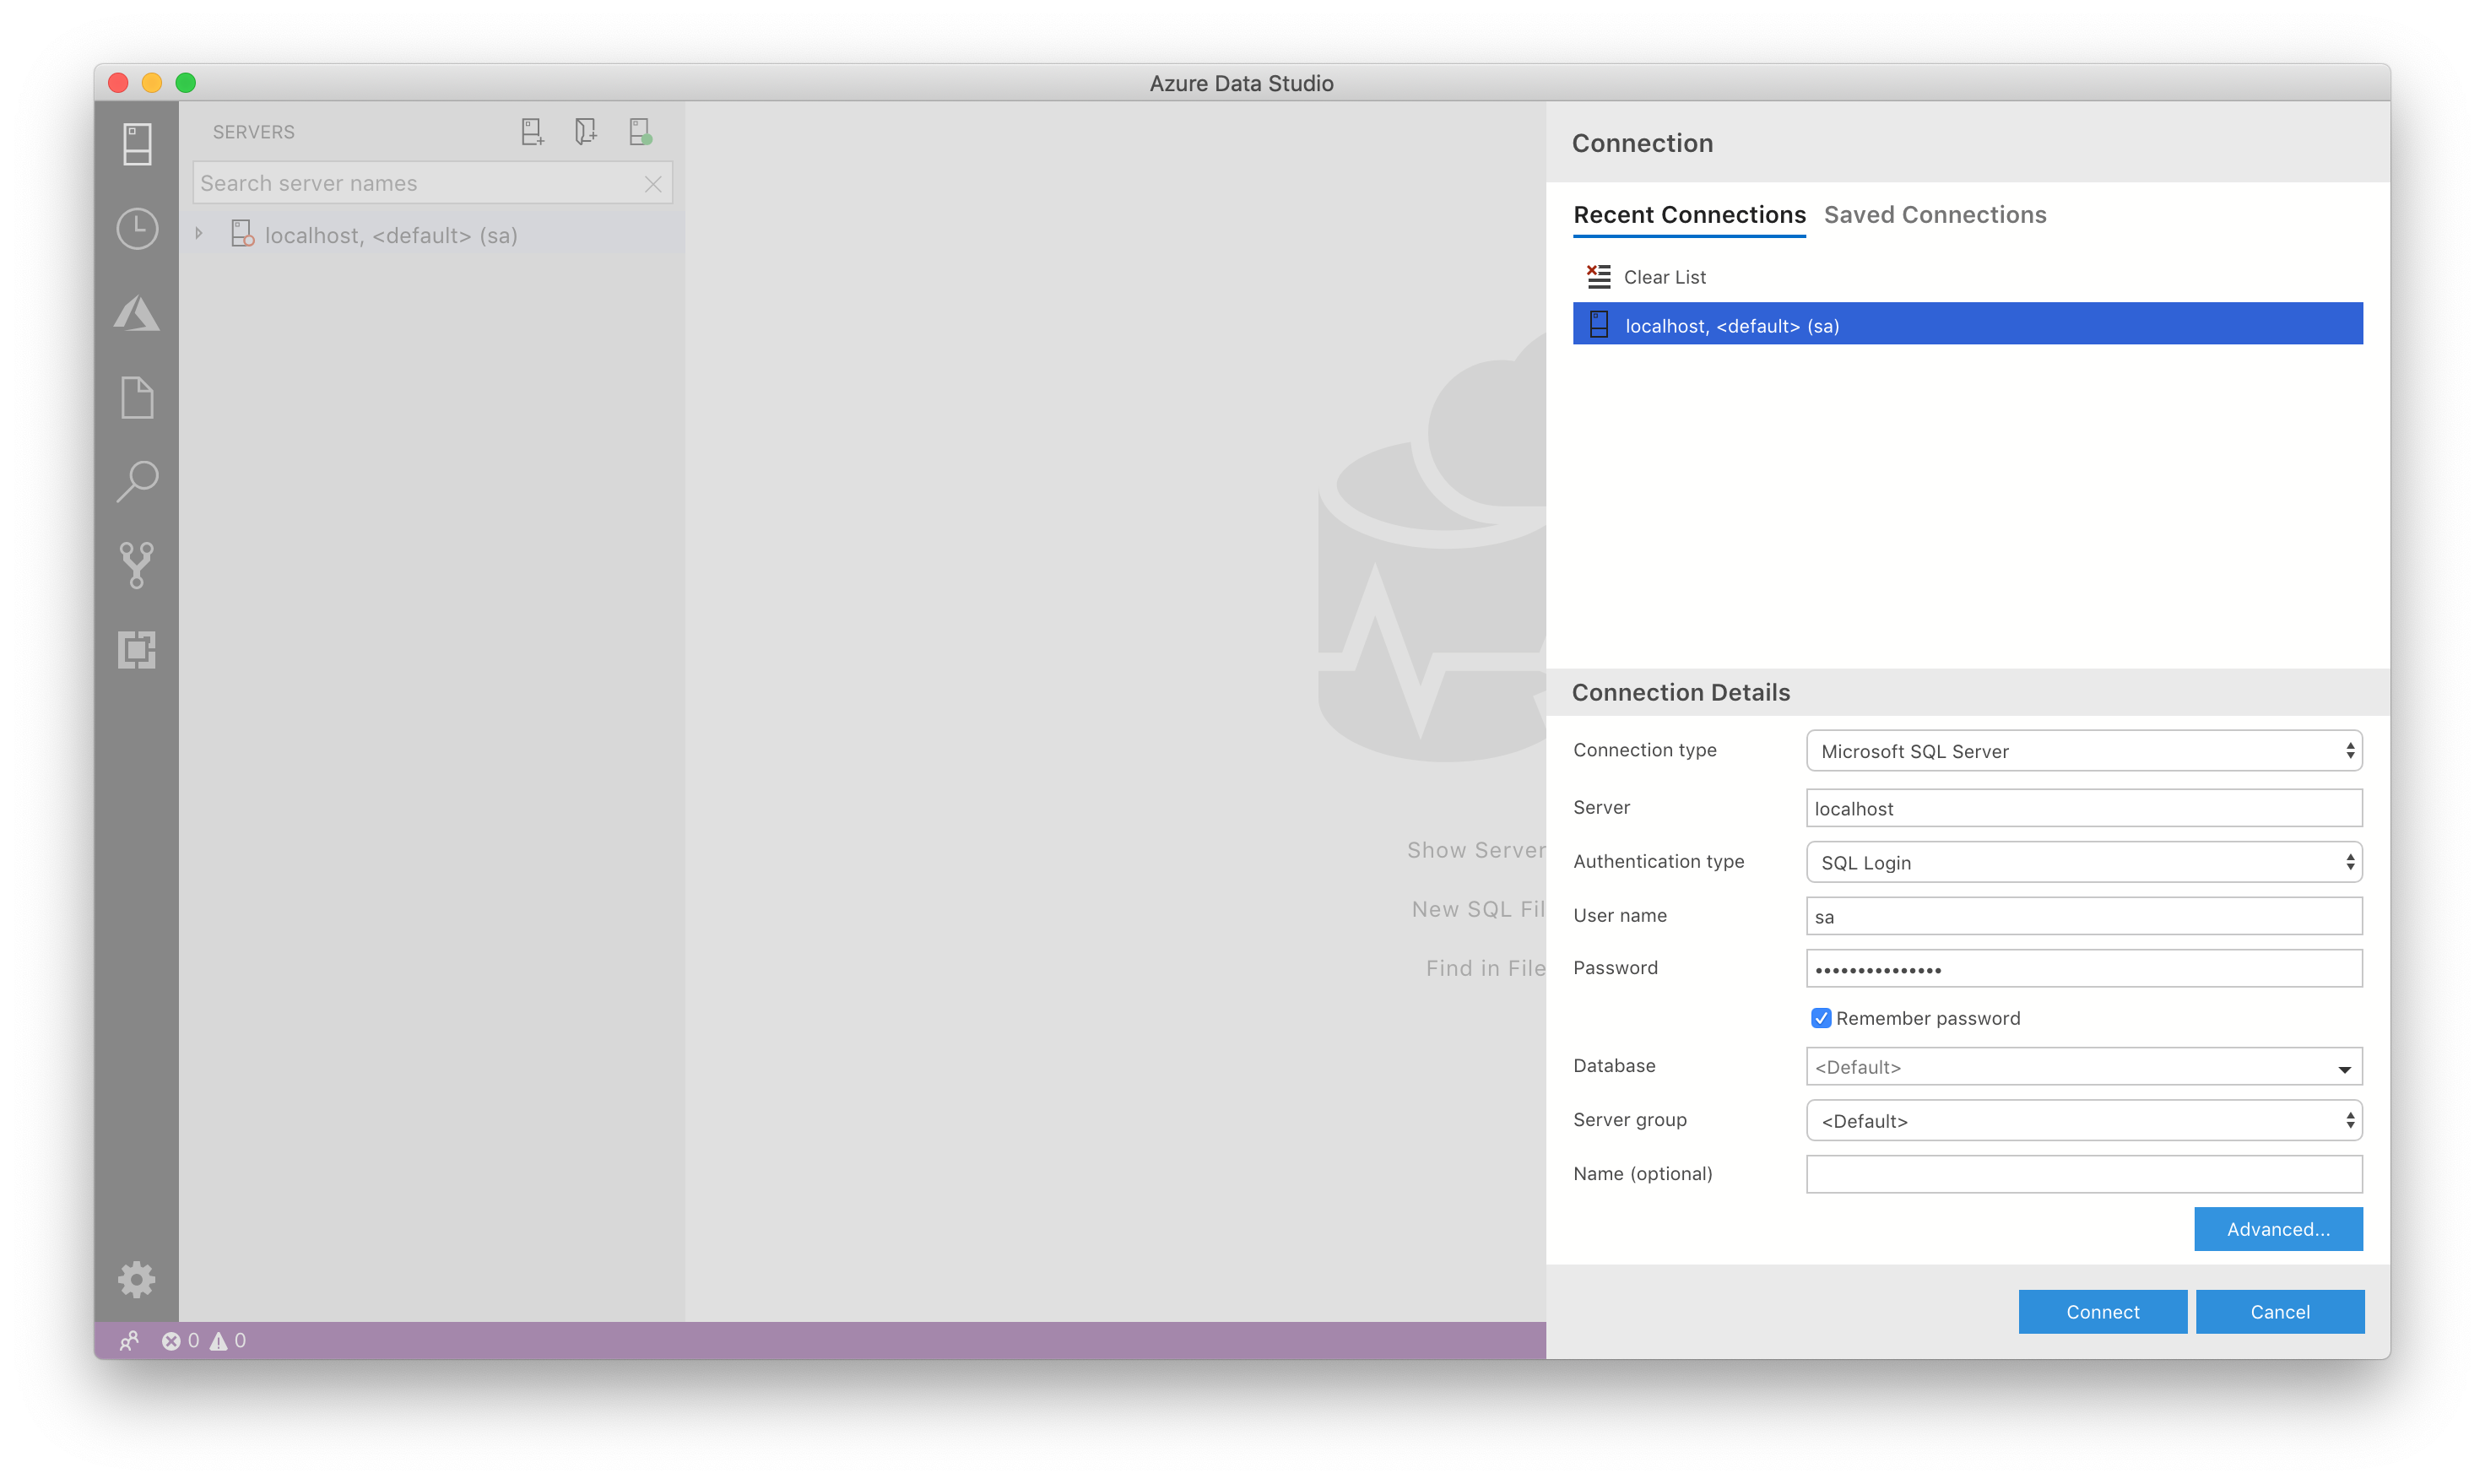 Azure Data Studio
SERVERS
Search server names
localhost, <default> (sa)
Show Server
New SQL Fil
Find in File
0 0
Connection
Recent Connections Saved Connections
Clear List
localhost, <default> (sa)
Connection Details
Connection type Microsoft SQL Server
Server localhost
Authentication type SQL Login
User name sa
Password •••••••••••••••
Remember password
Database <Default>
Server group <Default>
Name (optional)
Advanced...
Connect Cancel